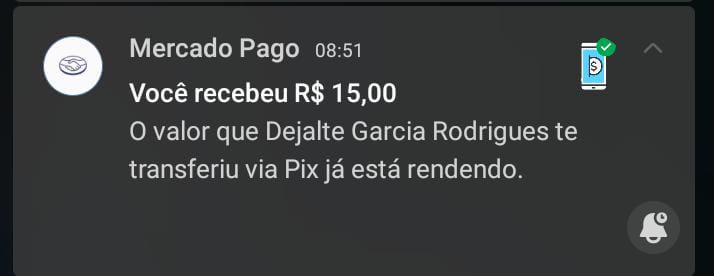 Mercado Pago 08:51
Você recebeu R$ 15,00
O valor que Dejalte Garcia Rodrigues te
transferiu via Pix já está rendendo.